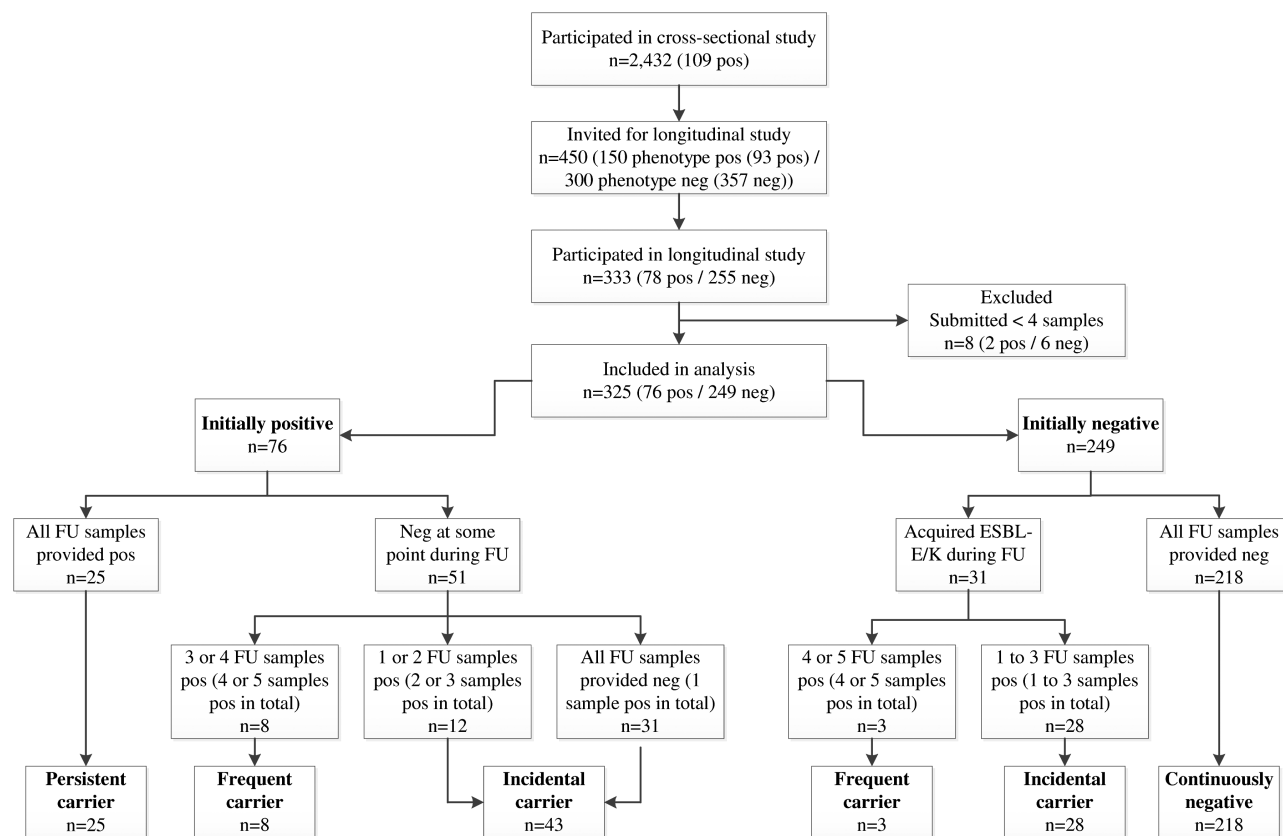 Participated in cross-sectional study
n=2,432 (109 pos)
Invited for longitudinal study
n=450 (150 phenotype pos (93 pos) /
300 phenotype neg (357 neg))
Participated in longitudinal study
n=333 (78 pos / 255 neg)
Excluded
Submitted < 4 samples
n=8 (2 pos / 6 neg)
Included in analysis
n=325 (76 pos / 249 neg)
Initially positive
n=76
Initially negative
n=249
All FU samples
provided pos
n=25
Neg at some
point during FU
n=51
Acquired ESBL-
E/K during FU
n=31
All FU samples
provided neg
n=218
3 or 4 FU samples
pos (4 or 5 samples
pos in total)
n=8
1 or 2 FU samples
pos (2 or 3 samples
pos in total)
n=12
All FU samples
provided neg (1
sample pos in total)
n=31
4 or 5 FU samples
pos (4 or 5 samples
pos in total)
n=3
1 to 3 FU samples
pos (1 to 3 samples
pos in total)
n=28
Persistent
carrier
n=25
Frequent
carrier
n=8
Incidental
carrier
n=43
Frequent
carrier
n=3
Incidental
carrier
n=28
Continuously
negative
n=218